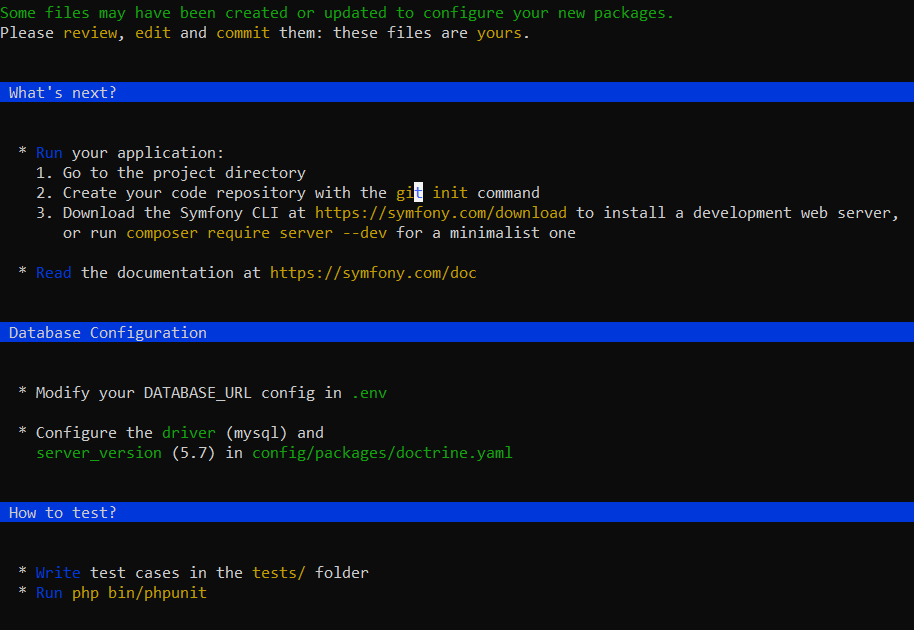 Some files may have been created or updated to configure your new packages.
Please review, edit and commit them: these files are yours.
What's next?
* Run your application:
1. Go to the project directory
2. Create your code repository with the git init command
3. Download the Symfony CLI at https://symfony.com/download to install a development web server,
or run composer require server --dev for a minimalist one
* Read the documentation at https://symfony.com/doc
Database Configuration
* Modify your DATABASE_URL config in .env
* Configure the driver (mysql) and
server_version (5.7) in config/packages/doctrine.yaml
How to test?
* Write test cases in the tests/ folder
* Run php bin/phpunit